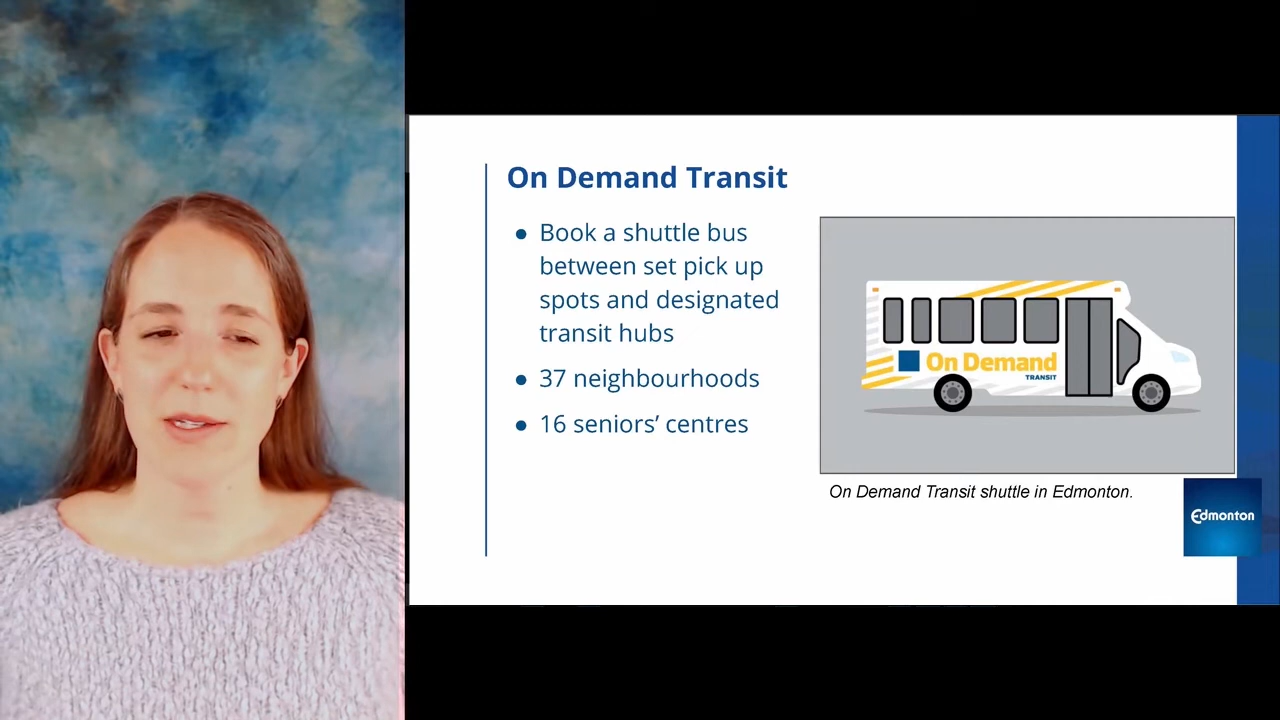 On Demand Transit
● Book a shuttle bus
between set pick up
spots and designated
transit hubs
● 37 neighbourhoods
● 16 seniors’ centres
On Demand
TRANSIT
On Demand Transit shuttle in Edmonton.
Edmonton